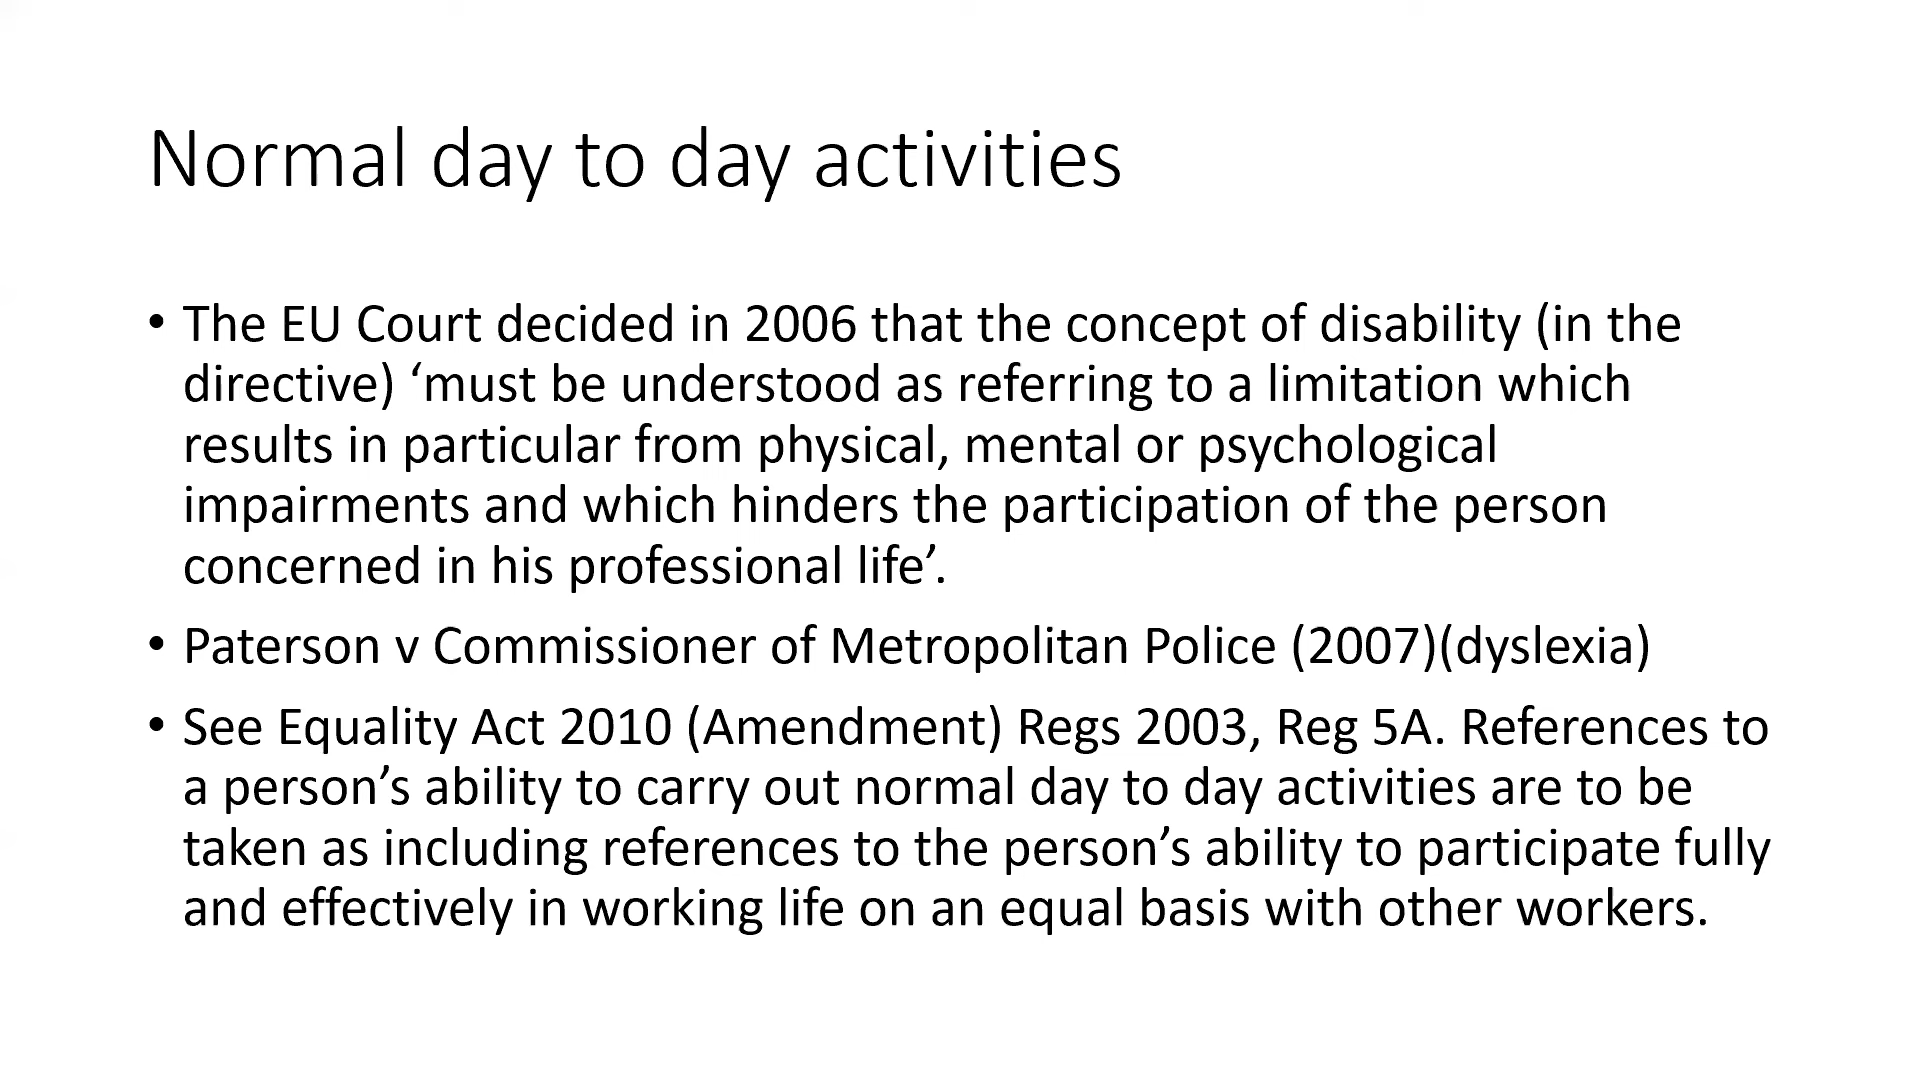 Normal day to day activities
• The EU Court decided in 2006 that the concept of disability (in the
directive) ‘must be understood as referring to a limitation which
results in particular from physical, mental or psychological
impairments and which hinders the participation of the person
concerned in his professional life’.
• Paterson v Commissioner of Metropolitan Police (2007)(dyslexia)
• See Equality Act 2010 (Amendment) Regs 2003, Reg 5A. References to
a person’s ability to carry out normal day to day activities are to be
taken as including references to the person’s ability to participate fully
and effectively in working life on an equal basis with other workers.